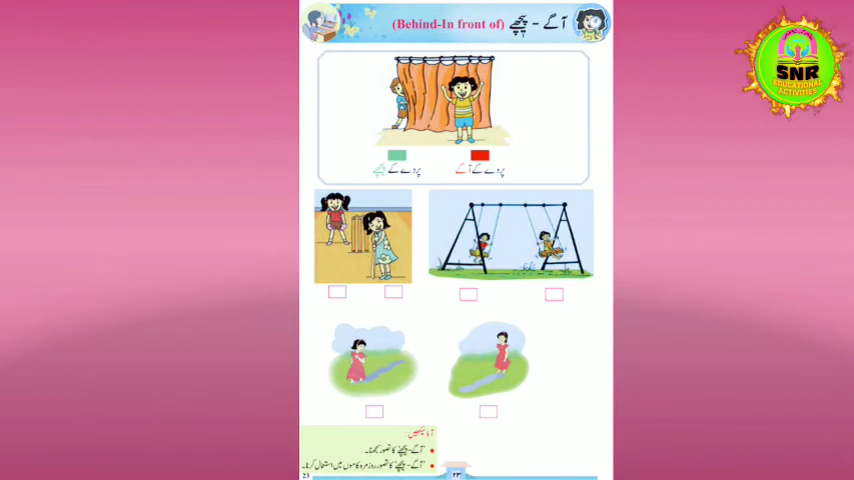 آگے - پیچھے (Behind-In front of)
SNR
EDUCATIONAL
ACTIVITIES
پردے کے آگے
پردے کے پیچھے
آؤ سیکھیں:
• 'آگے - پیچھے' کا تصور سمجھنا۔
• 'آگے - پیچھے' کا تصور روزمرہ کاموں میں استعمال کرنا۔
23
۲۳